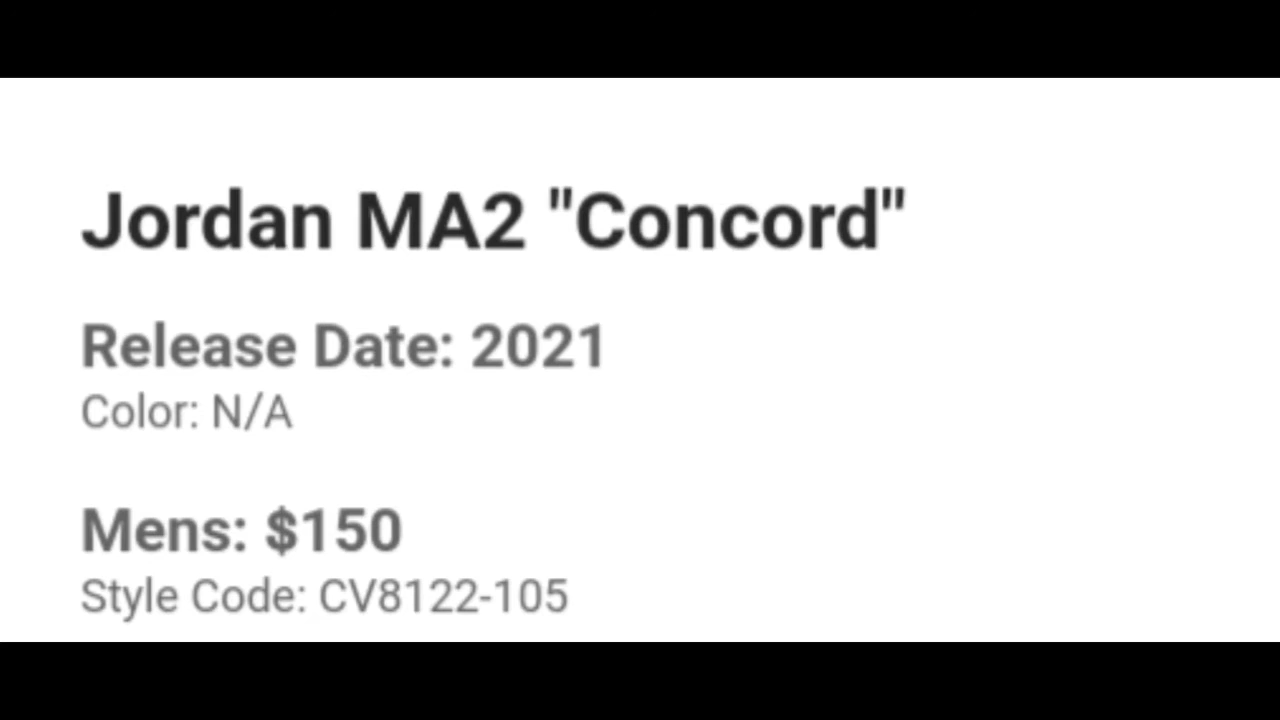 Jordan MA2 "Concord"
Release Date: 2021
Color: N/A
Mens: $150
Style Code: CV8122-105